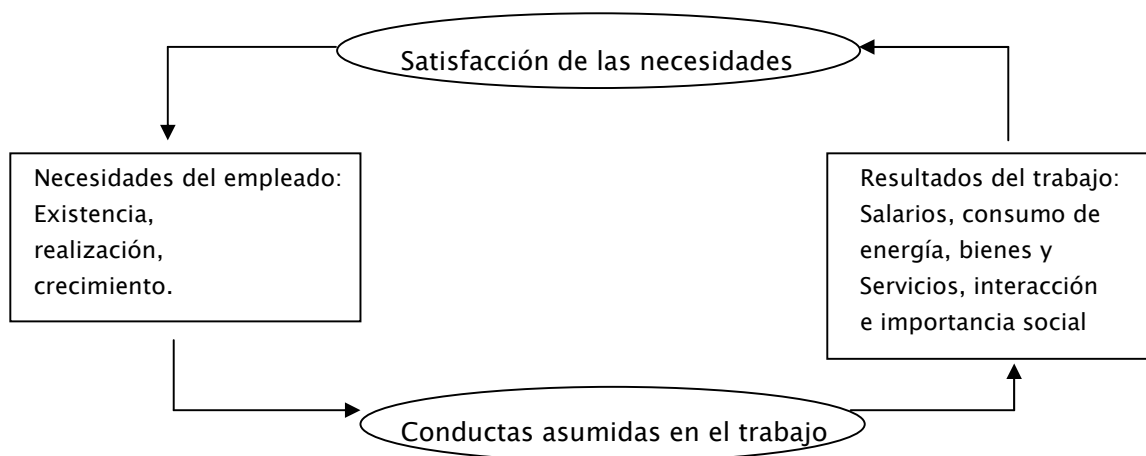 Satisfacción de las necesidades
Necesidades del empleado:
Existencia,
realización,
crecimiento.
Resultados del trabajo:
Salarios, consumo de
energía, bienes y
Servicios, interacción
e importancia social
Conductas asumidas en el trabajo